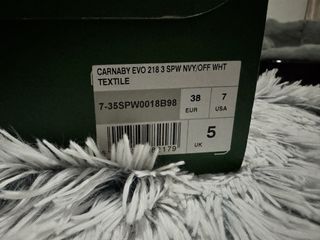 CARNABY EVO 218 3 SPW NVY/OFF WHT
TEXTILE
7-35SPW0018B98
38
EUR
7
USA
5
UK